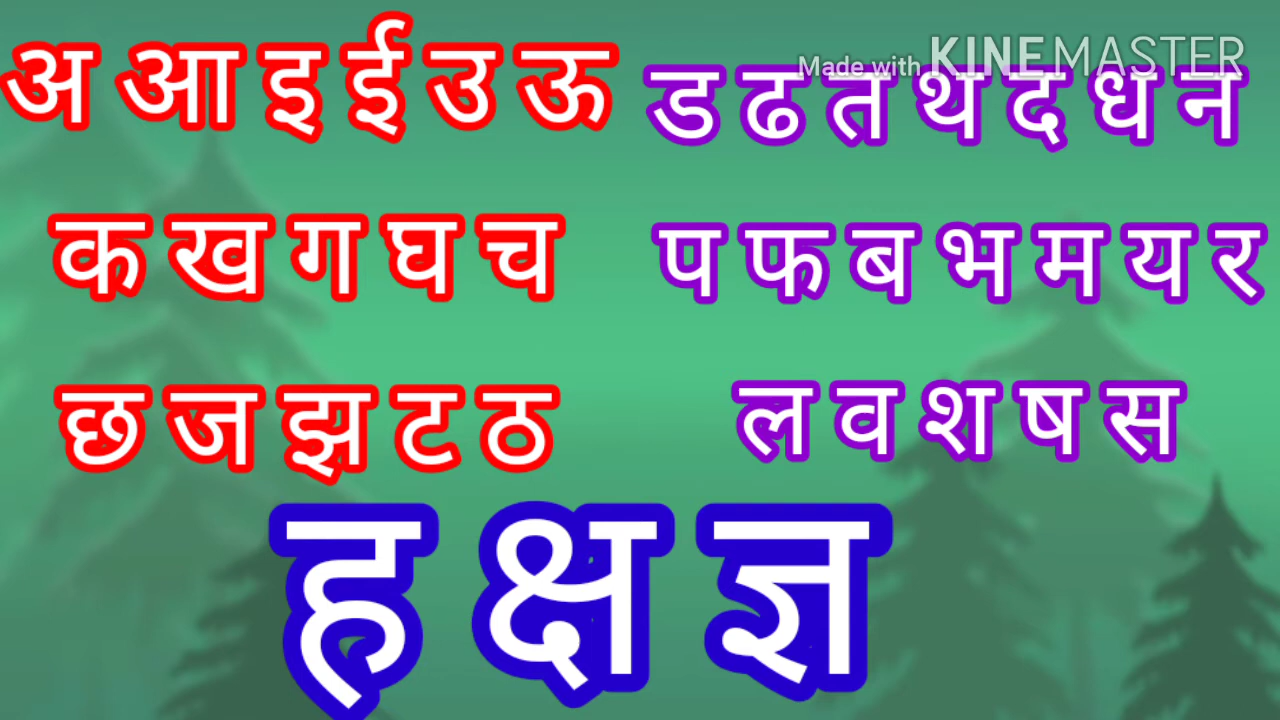 अ आ इ ई उ ऊ
क ख ग घ च
छ ज झ ट ठ
Made with KINEMASTER
ड ढ त थ द ध न
प फ ब भ म य र
ल व श ष स
ह क्ष ज्ञ